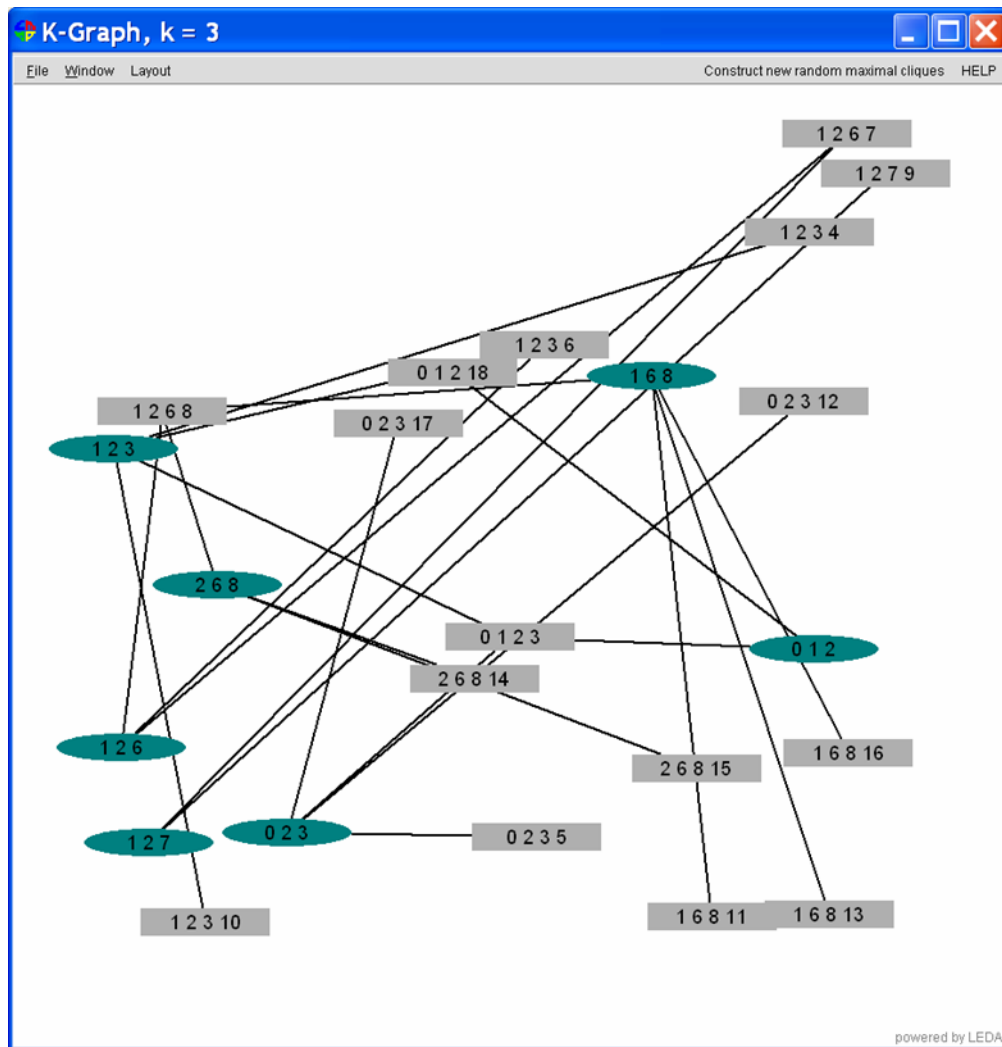 K-Graph, k = 3
File Window Layout Construct new random maximal cliques HELP
1 2 6 7
1 2 7 9
1 2 3 4
1 2 3 6
0 1 2 18
1 6 8
0 2 3 12
1 2 6 8
0 2 3 17
1 2 3
2 6 8
0 1 2 3
0 1 2
2 6 8 14
1 2 6
1 6 8 16
2 6 8 15
0 2 3
0 2 3 5
1 2 7
1 6 8 13
1 6 8 11
1 2 3 10
powered by LEDA